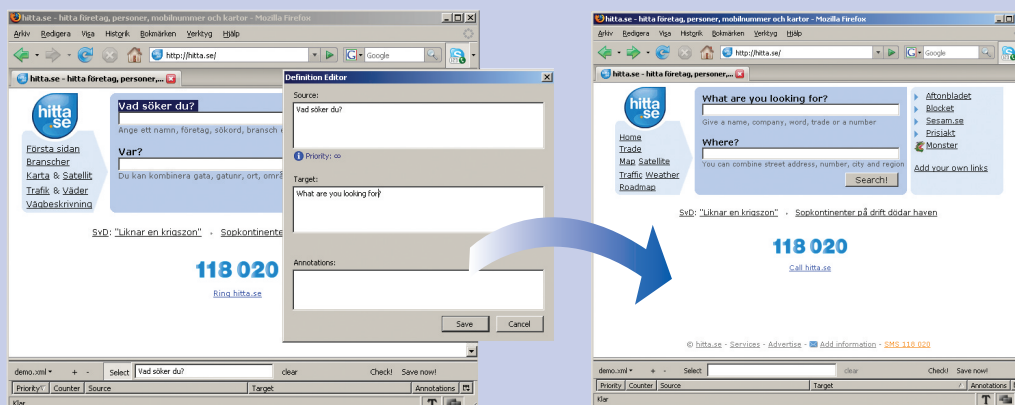 hitta.se - hitta företag, personer, mobilnummer och kartor - Mozilla Firefox
Arkiv Redigera Visa Historik Bokmärken Verktyg Hjälp
http://hitta.se/
Google
hitta.se - hitta företag, personer,...
hitta
.se
Första sidan
Branscher
Karta & Satellit
Trafik & Väder
Vägbeskrivning
Vad söker du?
Ange ett namn, företag, sökord, bransch
Var?
Du kan kombinera gata, gatunr, ort,
SvD: "Liknar en krigszon" - Sopkontinente
118 020
Ring hitta.se
Definition Editor
Source:
Vad söker du?
Priority: ∞
Target:
What are you looking for?
Annotations:
Save Cancel
demo.xml + - Select Vad söker du? clear Check! Save now!
Priority Counter Source Target Annotations
Klar
hitta.se - hitta företag, personer, mobilnummer och kartor - Mozilla Firefox
Arkiv Redigera Visa Historik Bokmärken Verktyg Hjälp
http://hitta.se/
Google
hitta.se - hitta företag, personer,...
hitta
.se
Home
Trade
Map Satellite
Traffic Weather
Roadmap
What are you looking for?
Give a name, company, word, trade or a number
Where?
You can combine street address, number, city and region
Search!
Aftonbladet
Blocket
Sesam.se
Prisjakt
Monster
Add your own links
SvD: "Liknar en krigszon" - Sopkontinenter på drift dödar haven
118 020
Call hitta.se
© hitta.se - Services - Advertise - Add information - SMS 118 020
demo.xml + - Select clear Check! Save now!
Priority Counter Source Target Annotations
Klar